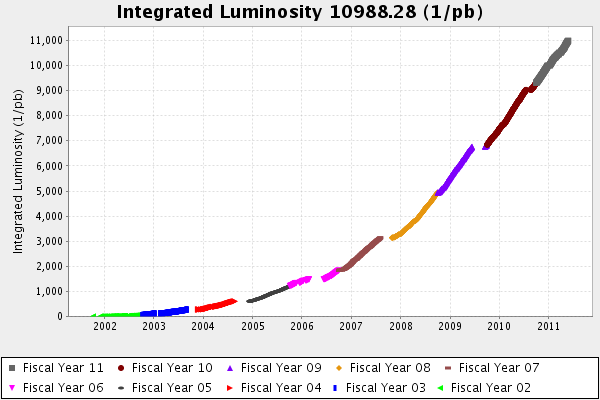 Integrated Luminosity 10988.28 (1/pb)
11,000
10,000
9,000
8,000
7,000
6,000
5,000
4,000
3,000
2,000
1,000
0
Integrated Luminosity (1/pb)
2002 2003 2004 2005 2006 2007 2008 2009 2010 2011
Fiscal Year 11 Fiscal Year 10 Fiscal Year 09 Fiscal Year 08 Fiscal Year 07
Fiscal Year 06 Fiscal Year 05 Fiscal Year 04 Fiscal Year 03 Fiscal Year 02